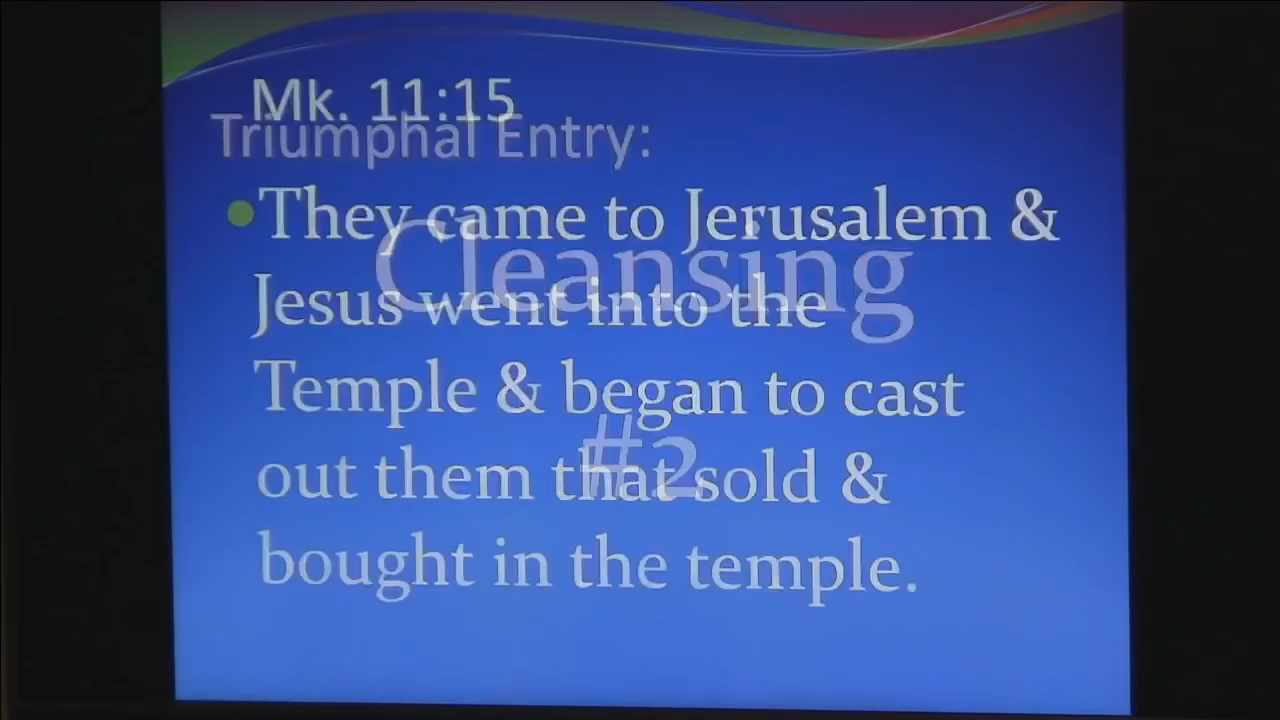 Mk. 11:15
Triumphal Entry:
They came to Jerusalem &
Cleansing
Jesus went into the
Temple & began to cast
#2
out them that sold &
bought in the temple.